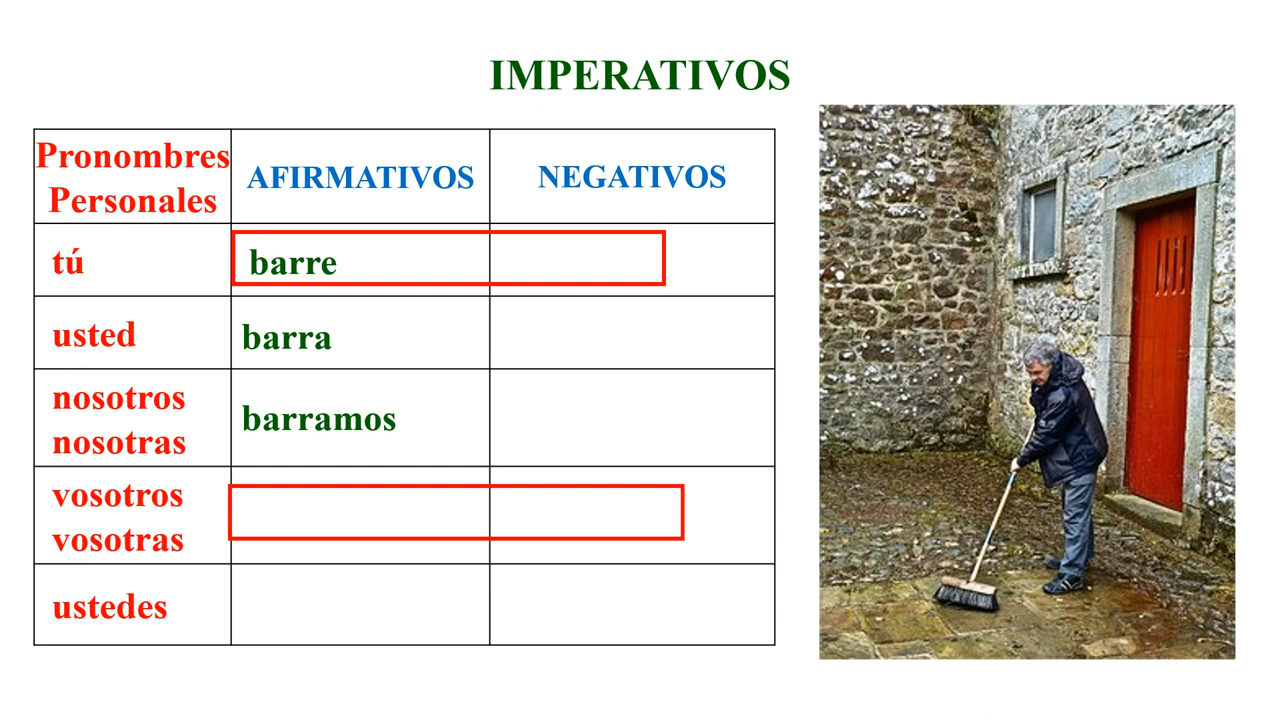 IMPERATIVOS
Pronombres
Personales
AFIRMATIVOS
NEGATIVOS
tú
barre
usted
barra
nosotros
nosotras
barramos
vosotros
vosotras
ustedes